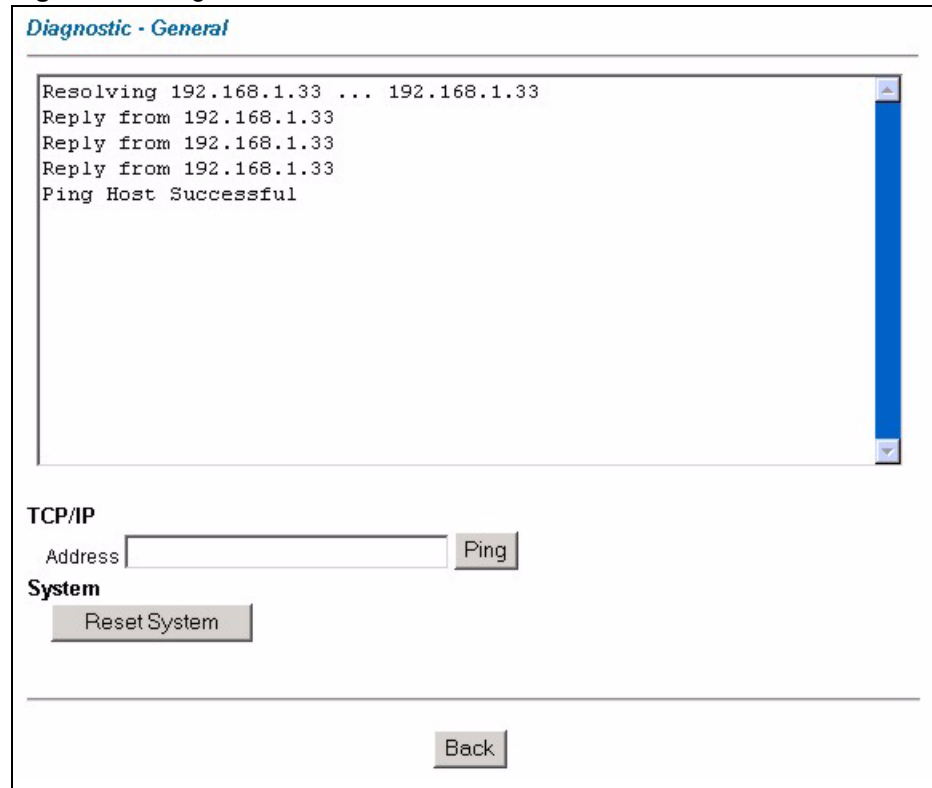 Diagnostic - General
Resolving 192.168.1.33 ... 192.168.1.33
Reply from 192.168.1.33
Reply from 192.168.1.33
Reply from 192.168.1.33
Ping Host Successful
TCP/IP
Address Ping
System
Reset System
Back